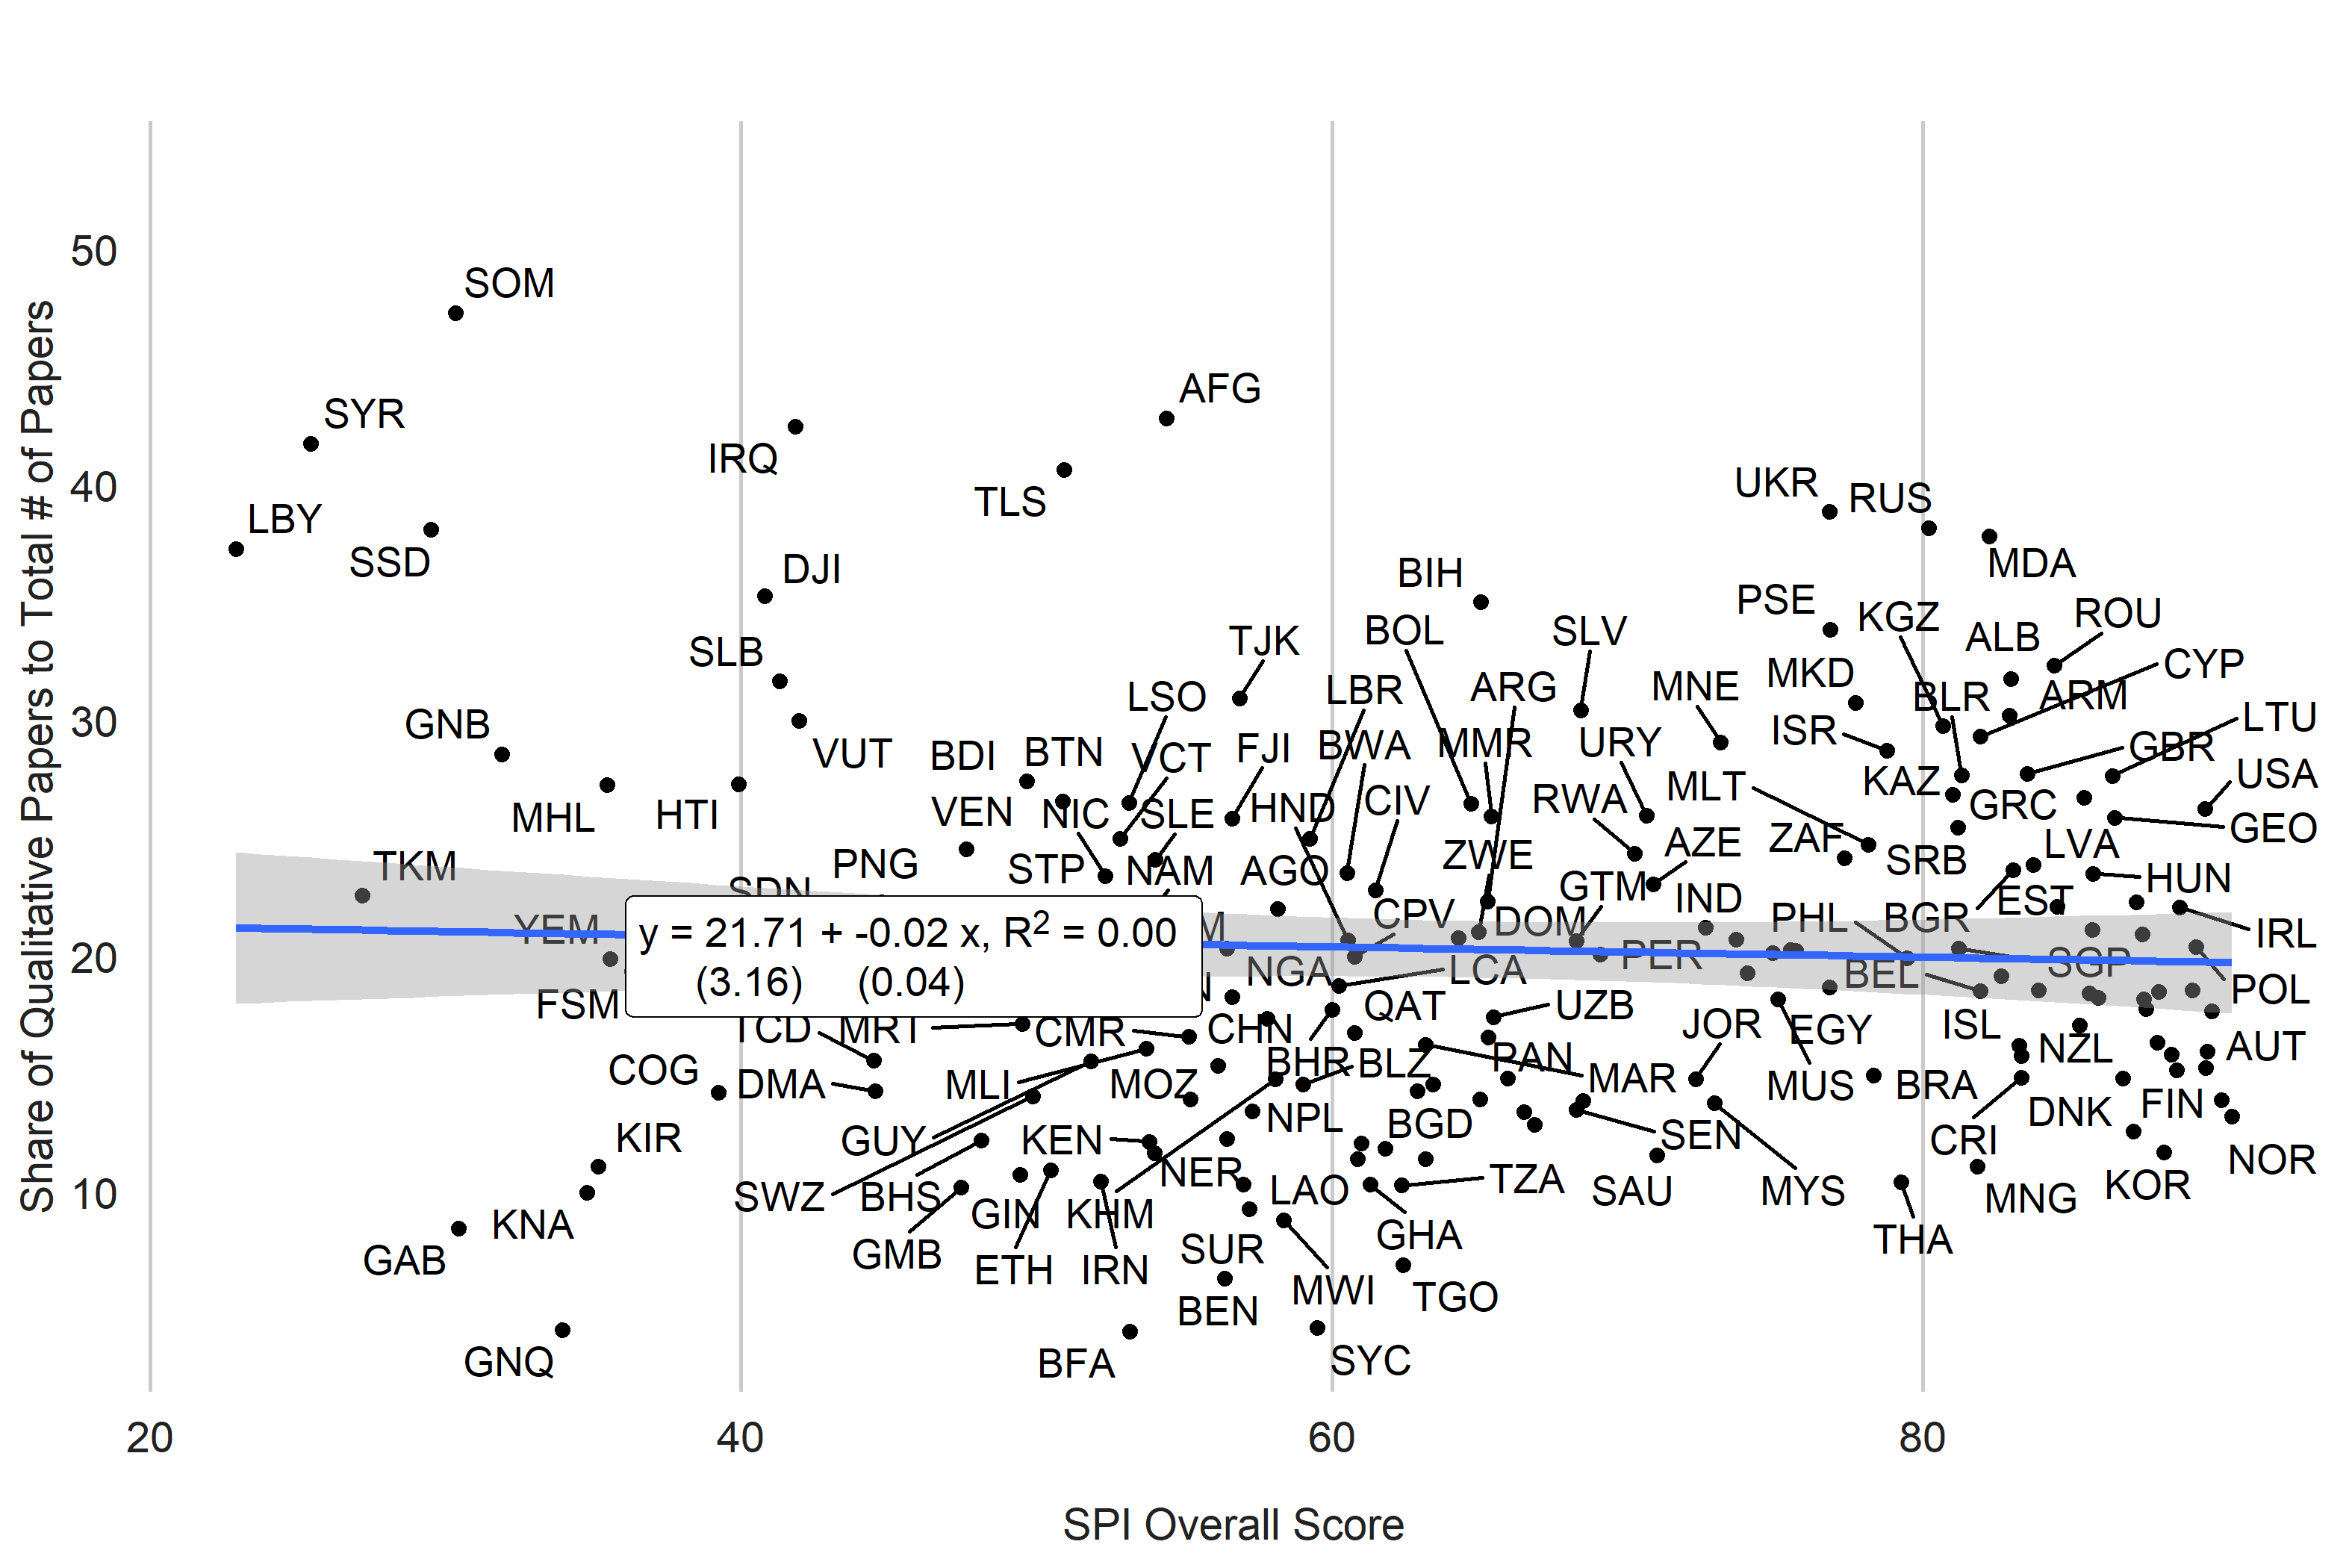 50
SOM
AFG
SYR
IRQ
40
TLS
UKR
RUS
LBY
SSD
MDA
DJI
BIH
PSE
KGZ
ROU
BOL
SLV
ALB
TJK
SLB
CYP
MKD
LSO
LBR
ARG
MNE
BLR
ARM
30
GNB
LTU
VUT
BDI
BTN
VCT
FJI
BWA
MMR
URY
ISR
GBR
KAZ
USA
MLT
MHL
HTI
VEN
NIC
SLE
HND
CIV
RWA
GRC
GEO
ZAF
AZE
LVA
TKM
PNG
STP
NAM
AGO
ZWE
SRB
HUN
SDN
GTM
IND
EST
CPV
DOM
PHL
BGR
IRL
YEM
20
y = 21.71 + -0.02 x, R2 = 0.00
(3.16) (0.04)
NGA
LCA
PER
BEL
SGP
POL
FSM
QAT
UZB
TCD
MRT
CMR
CHN
JOR
EGY
ISL
NZL
AUT
COG
DMA
MLI
MOZ
BHR
BLZ
PAN
MAR
MUS
BRA
DNK
FIN
KIR
GUY
KEN
NPL
BGD
SEN
CRI
NOR
10
SWZ
BHS
NER
LAO
TZA
SAU
MYS
MNG
KOR
KNA
GIN
KHM
GHA
THA
GAB
GMB
ETH
IRN
SUR
MWI
TGO
BEN
GNQ
BFA
SYC
20
40
60
80
SPI Overall Score
Share of Qualitative Papers to Total # of Papers